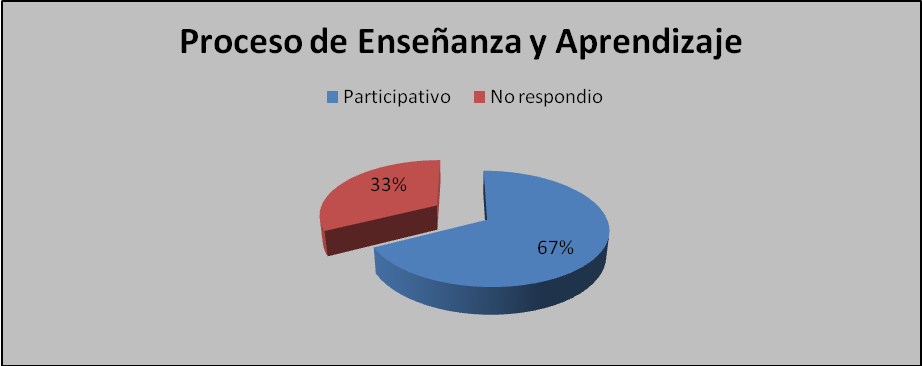 Proceso de Enseñanza y Aprendizaje
Participativo No respondio
33%
67%